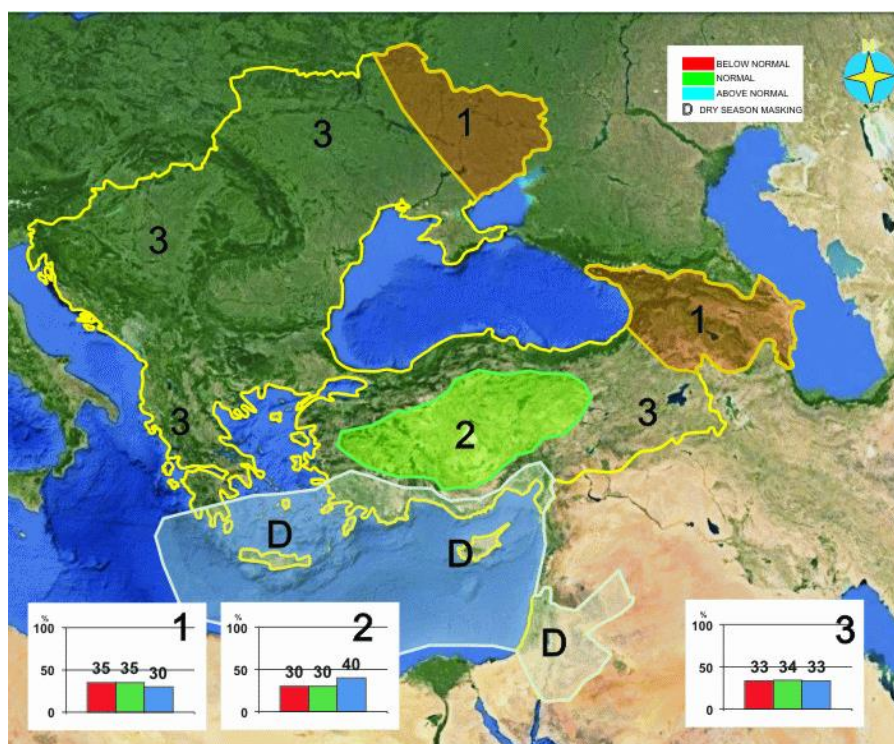 BELOW NORMAL
NORMAL
ABOVE NORMAL
D DRY SEASON MASKING
N
1
3
3
1
3
2
3
D
D
D
%
100
50
0
35 35 30
1
%
100
50
0
30 30 40
2
%
100
50
0
33 34 33
3